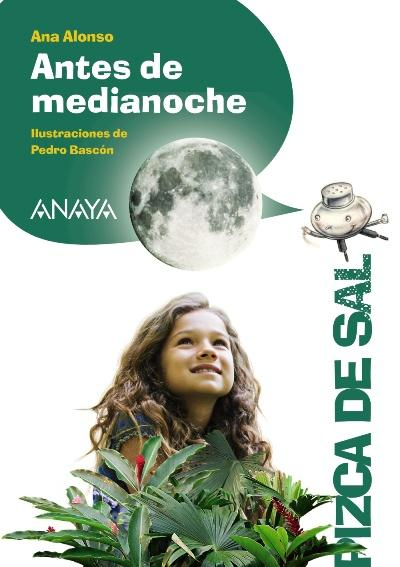 Ana Alonso
Antes de
medianoche
Ilustraciones de
Pedro Bascón
ANAYA
PIZCA DE SAL